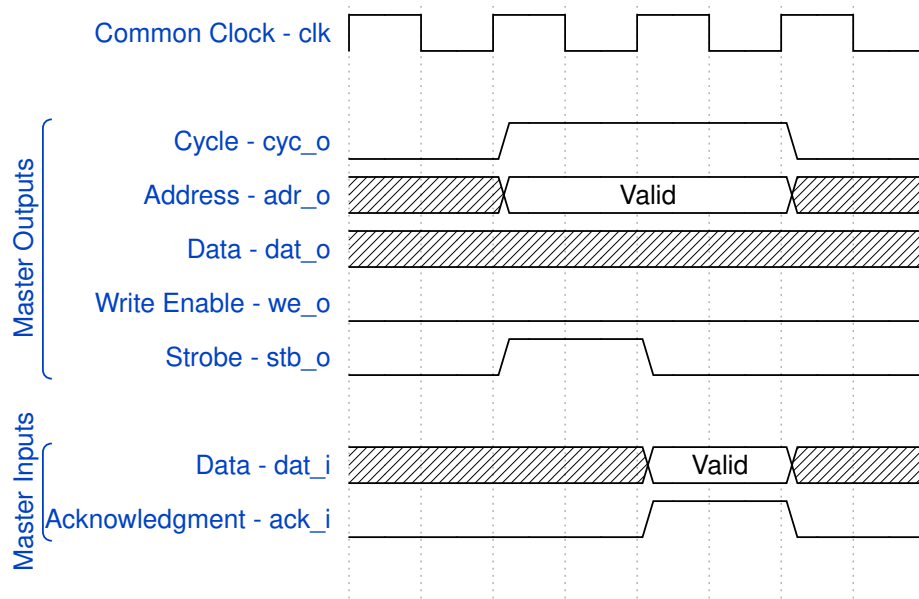 Common Clock - clk
Master Outputs
Cycle - cyc_o
Address - adr_o
Valid
Data - dat_o
Write Enable - we_o
Strobe - stb_o
Master Inputs
Data - dat_i
Valid
Acknowledgment - ack_i